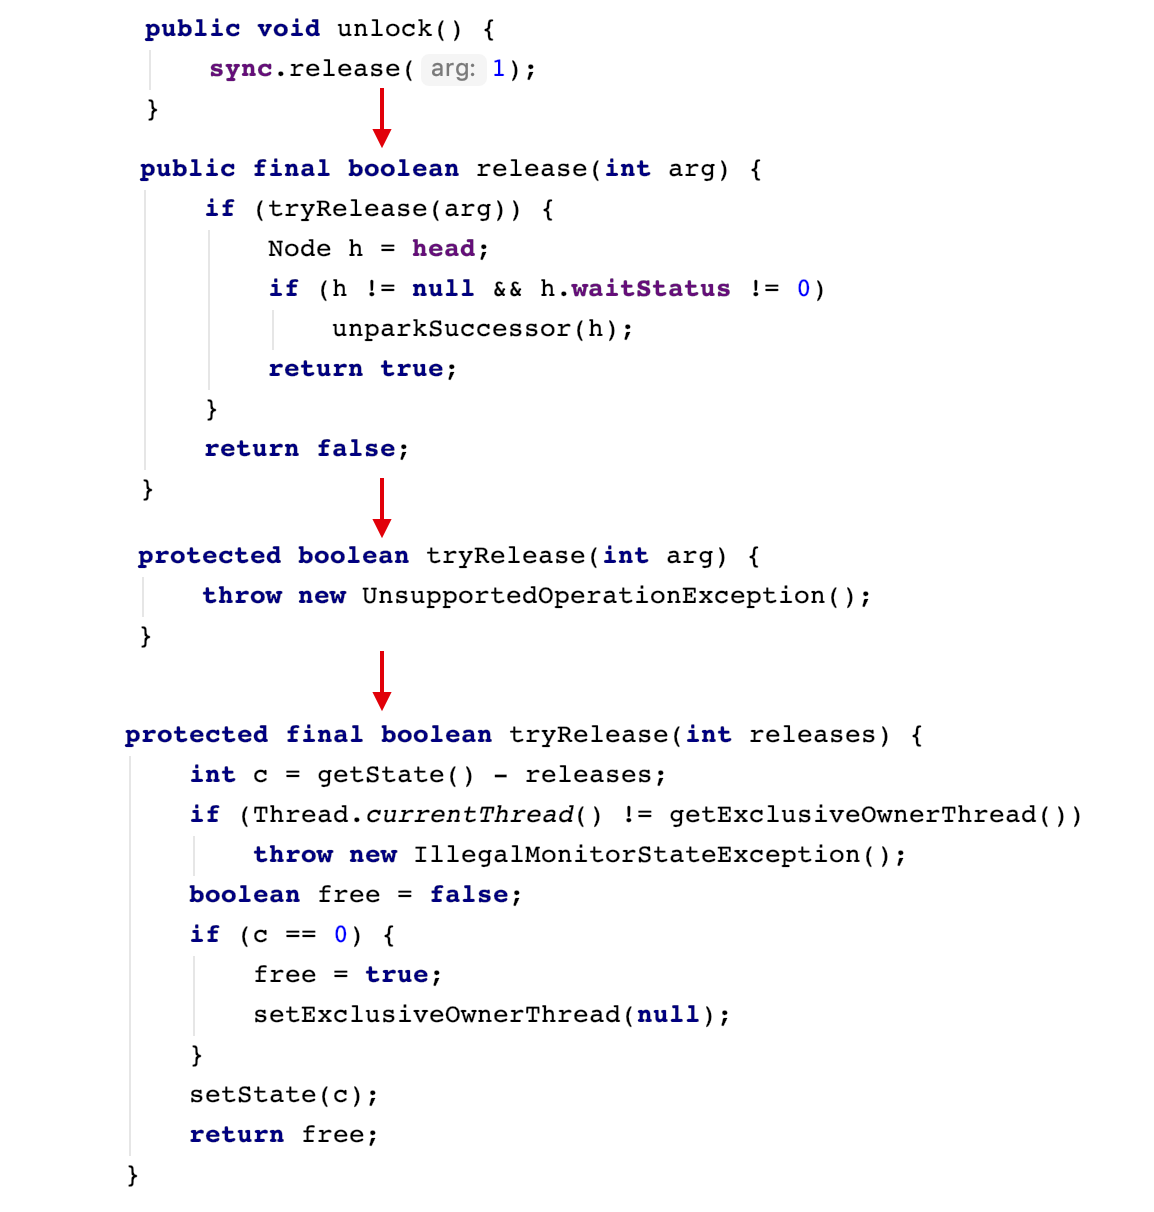 public void unlock() {
    sync.release( arg: 1);
}
public final boolean release(int arg) {
    if (tryRelease(arg)) {
        Node h = head;
        if (h != null && h.waitStatus != 0)
            unparkSuccessor(h);
        return true;
    }
    return false;
}
protected boolean tryRelease(int arg) {
    throw new UnsupportedOperationException();
}
protected final boolean tryRelease(int releases) {
    int c = getState() - releases;
    if (Thread.currentThread() != getExclusiveOwnerThread())
        throw new IllegalMonitorStateException();
    boolean free = false;
    if (c == 0) {
        free = true;
        setExclusiveOwnerThread(null);
    }
    setState(c);
    return free;
}